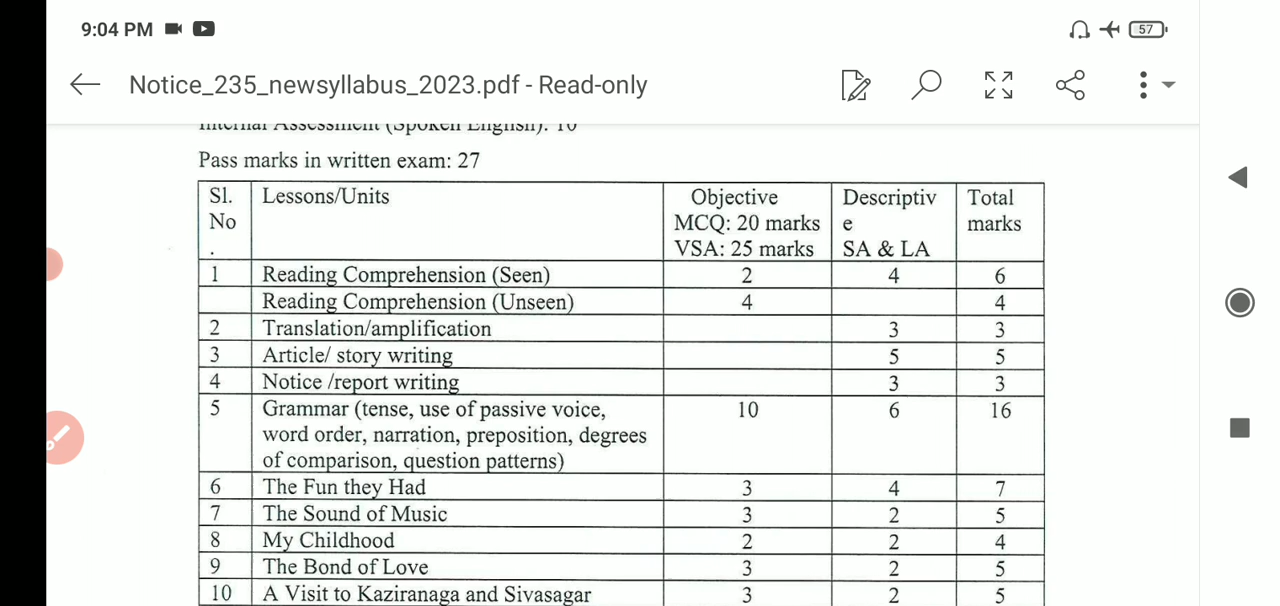 9:04 PM
57
Notice_235_newsyllabus_2023.pdf - Read-only
Internal Assessment (Spoken English): 10
Pass marks in written exam: 27
Sl. No . Lessons/Units Objective MCQ: 20 marks VSA: 25 marks Descriptiv e SA & LA Total marks
1 Reading Comprehension (Seen) 2 4 6
Reading Comprehension (Unseen) 4 4
2 Translation/amplification 3 3
3 Article/ story writing 5 5
4 Notice /report writing 3 3
5 Grammar (tense, use of passive voice, 10 6 16
word order, narration, preposition, degrees
of comparison, question patterns)
6 The Fun they Had 3 4 7
7 The Sound of Music 3 2 5
8 My Childhood 2 2 4
9 The Bond of Love 3 2 5
10 A Visit to Kaziranaga and Sivasagar 3 2 5